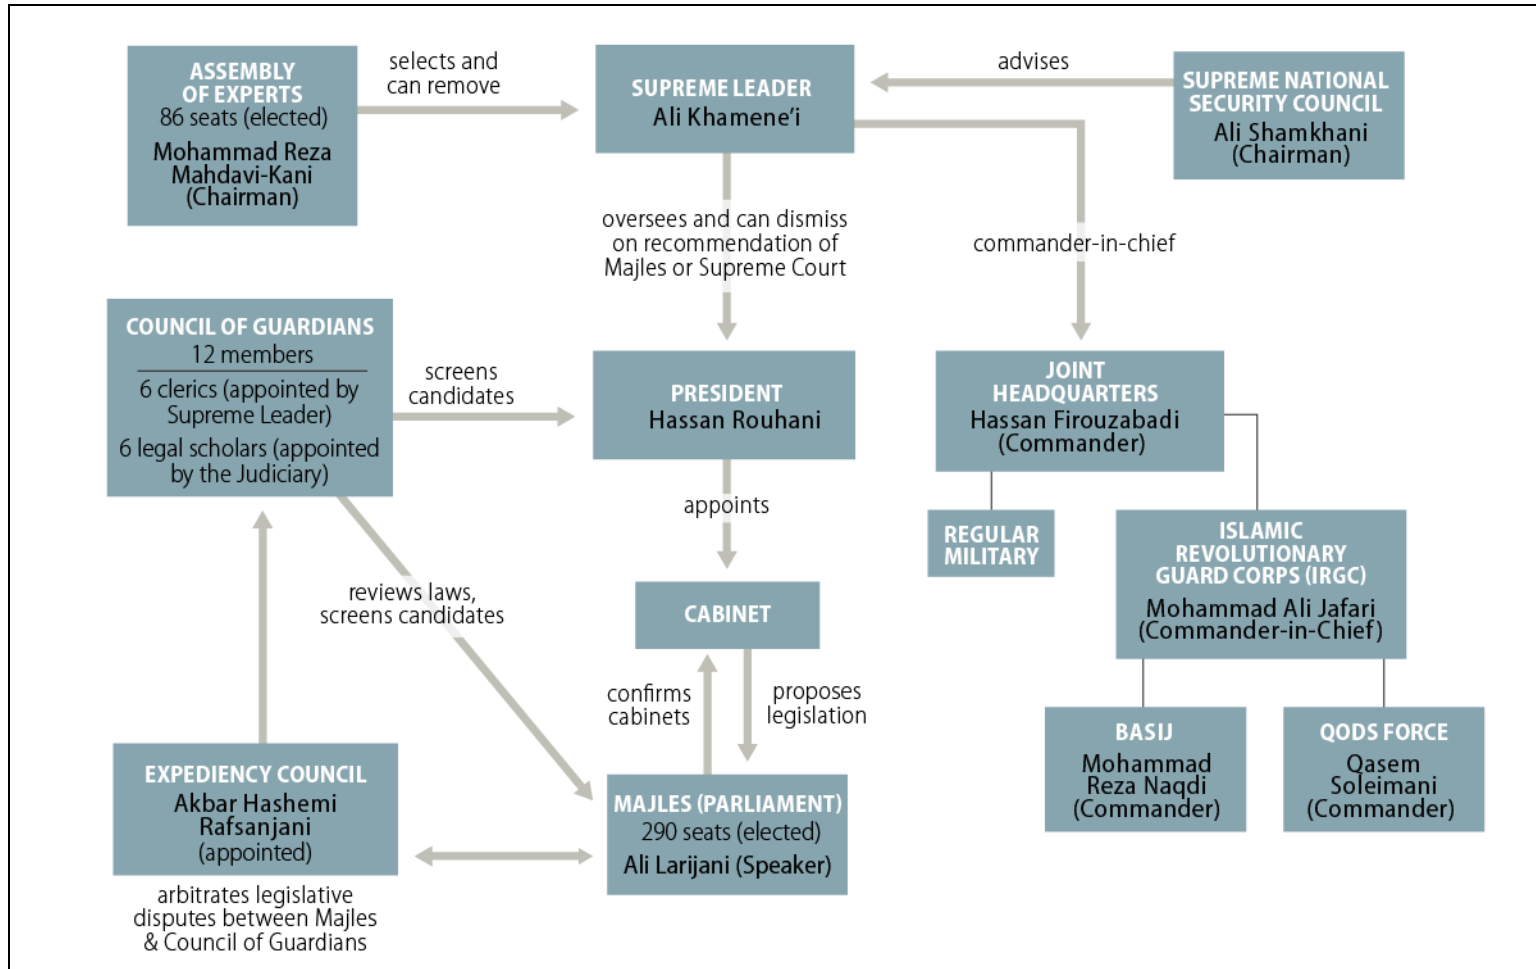 ASSEMBLY
OF EXPERTS
86 seats (elected)
Mohammad Reza
Mahdavi-Kani
(Chairman)
selects and
can remove
SUPREME LEADER
Ali Khamene’i
advises
SUPREME NATIONAL
SECURITY COUNCIL
Ali Shamkhani
(Chairman)
oversees and can dismiss
on recommendation of
Majles or Supreme Court
commander-in-chief
COUNCIL OF GUARDIANS
12 members
6 clerics (appointed by
Supreme Leader)
6 legal scholars (appointed
by the Judiciary)
screens
candidates
PRESIDENT
Hassan Rouhani
JOINT
HEADQUARTERS
Hassan Firouzabadi
(Commander)
appoints
REGULAR
MILITARY
ISLAMIC
REVOLUTIONARY
GUARD CORPS (IRGC)
Mohammad Ali Jafari
(Commander-in-Chief)
reviews laws,
screens candidates
CABINET
confirms
cabinets
proposes
legislation
BASIJ
Mohammad
Reza Naqdi
(Commander)
QODS FORCE
Qasem
Soleimani
(Commander)
EXPEDIENCY COUNCIL
Akbar Hashemi
Rafsanjani
(appointed)
MAJLES (PARLIAMENT)
290 seats (elected)
Ali Larijani (Speaker)
arbitrates legislative
disputes between Majles
& Council of Guardians